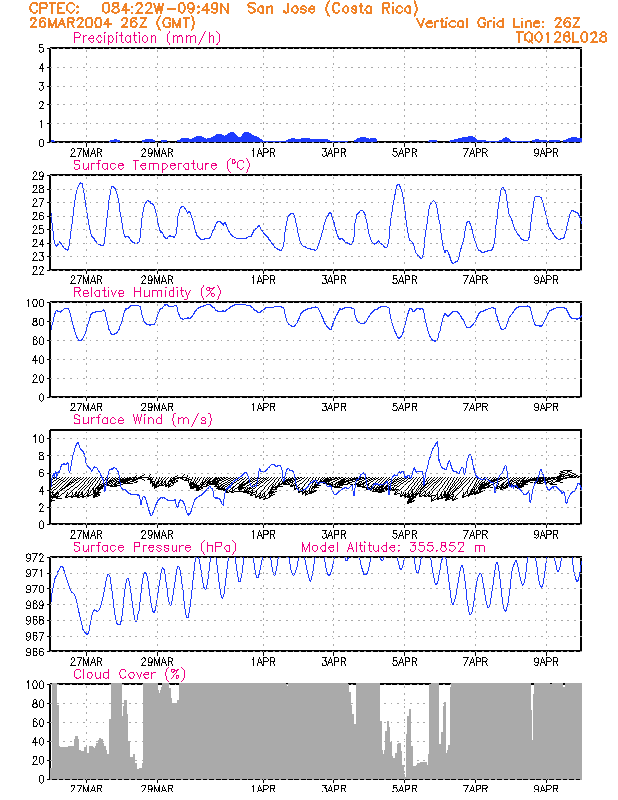 CPTEC: 084:22W-09:49N San Jose (Costa Rica)
26MAR2004 26Z (GMT) Vertical Grid Line: 26Z
Precipitation (mm/h) TQ0126L028
5
4
3
2
1
0
27MAR 29MAR 1APR 3APR 5APR 7APR 9APR
Surface Temperature (°C)
29
28
27
26
25
24
23
22
27MAR 29MAR 1APR 3APR 5APR 7APR 9APR
Relative Humidity (%)
100
80
60
40
20
0
27MAR 29MAR 1APR 3APR 5APR 7APR 9APR
Surface Wind (m/s)
10
8
6
4
2
0
27MAR 29MAR 1APR 3APR 5APR 7APR 9APR
Surface Pressure (hPa) Model Altitude: 355.852 m
972
971
970
969
968
967
966
27MAR 29MAR 1APR 3APR 5APR 7APR 9APR
Cloud Cover (%)
100
80
60
40
20
0
27MAR 29MAR 1APR 3APR 5APR 7APR 9APR